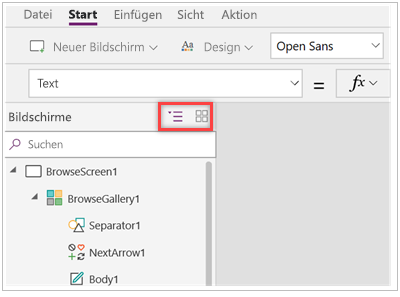 Datei Start Einfügen Sicht Aktion
Neuer Bildschirm Aa Design Open Sans
Text = fx
Bildschirme
Suchen
BrowseScreen1
BrowseGallery1
Separator1
NextArrow1
Body1